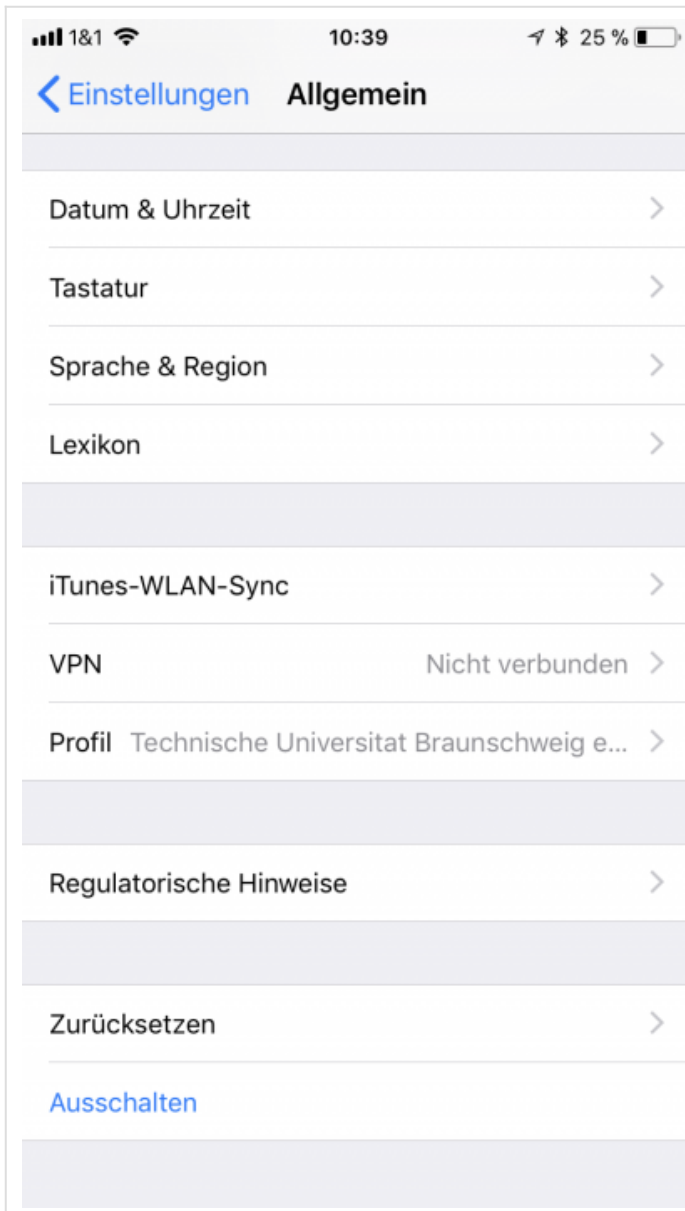 1&1 10:39 25 %
Einstellungen Allgemein
Datum & Uhrzeit
Tastatur
Sprache & Region
Lexikon
iTunes-WLAN-Sync
VPN Nicht verbunden
Profil Technische Universitat Braunschweig e...
Regulatorische Hinweise
Zurücksetzen
Ausschalten